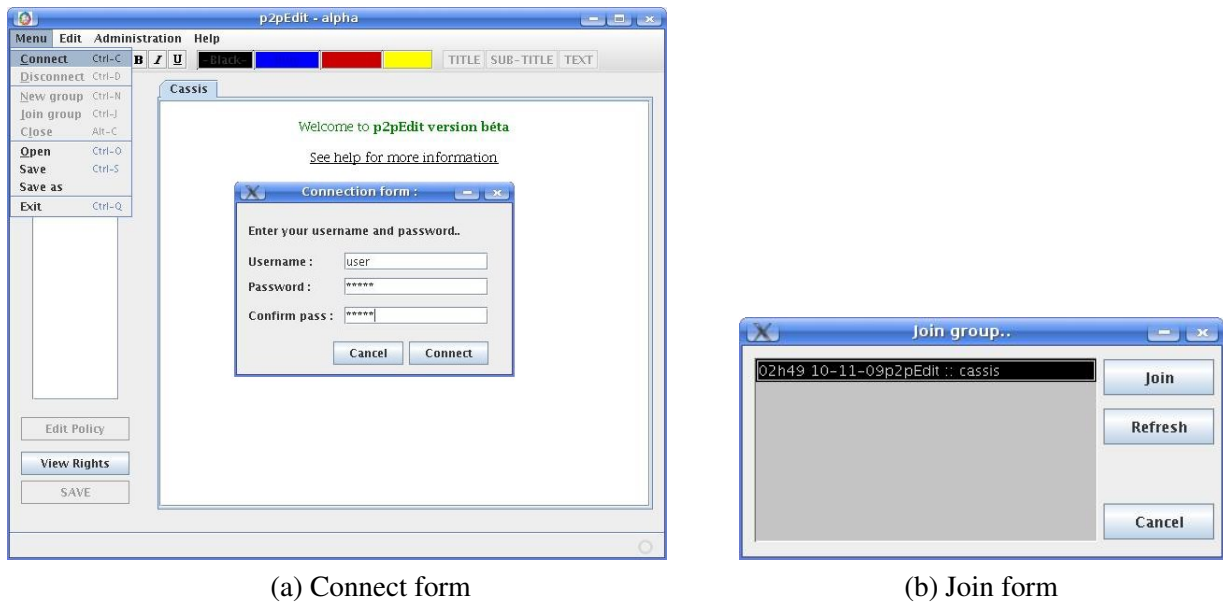 p2pEdit - alpha
Menu Edit Administration Help
Connect Ctrl-C B I U -Black- TITLE SUB-TITLE TEXT
Disconnect Ctrl-D
New group Ctrl-N Cassis
Join group Ctrl-J
Close Alt-C Welcome to p2pEdit version béta
Open Ctrl-O See help for more information
Save Ctrl-S
Save as
Exit Ctrl-Q
Connection form :
Enter your username and password..
Username : user
Password : *****
Confirm pass : *****
Cancel Connect
Edit Policy
View Rights
SAVE
(a) Connect form
Join group..
02h49 10-11-09p2pEdit :: cassis
Join
Refresh
Cancel
(b) Join form